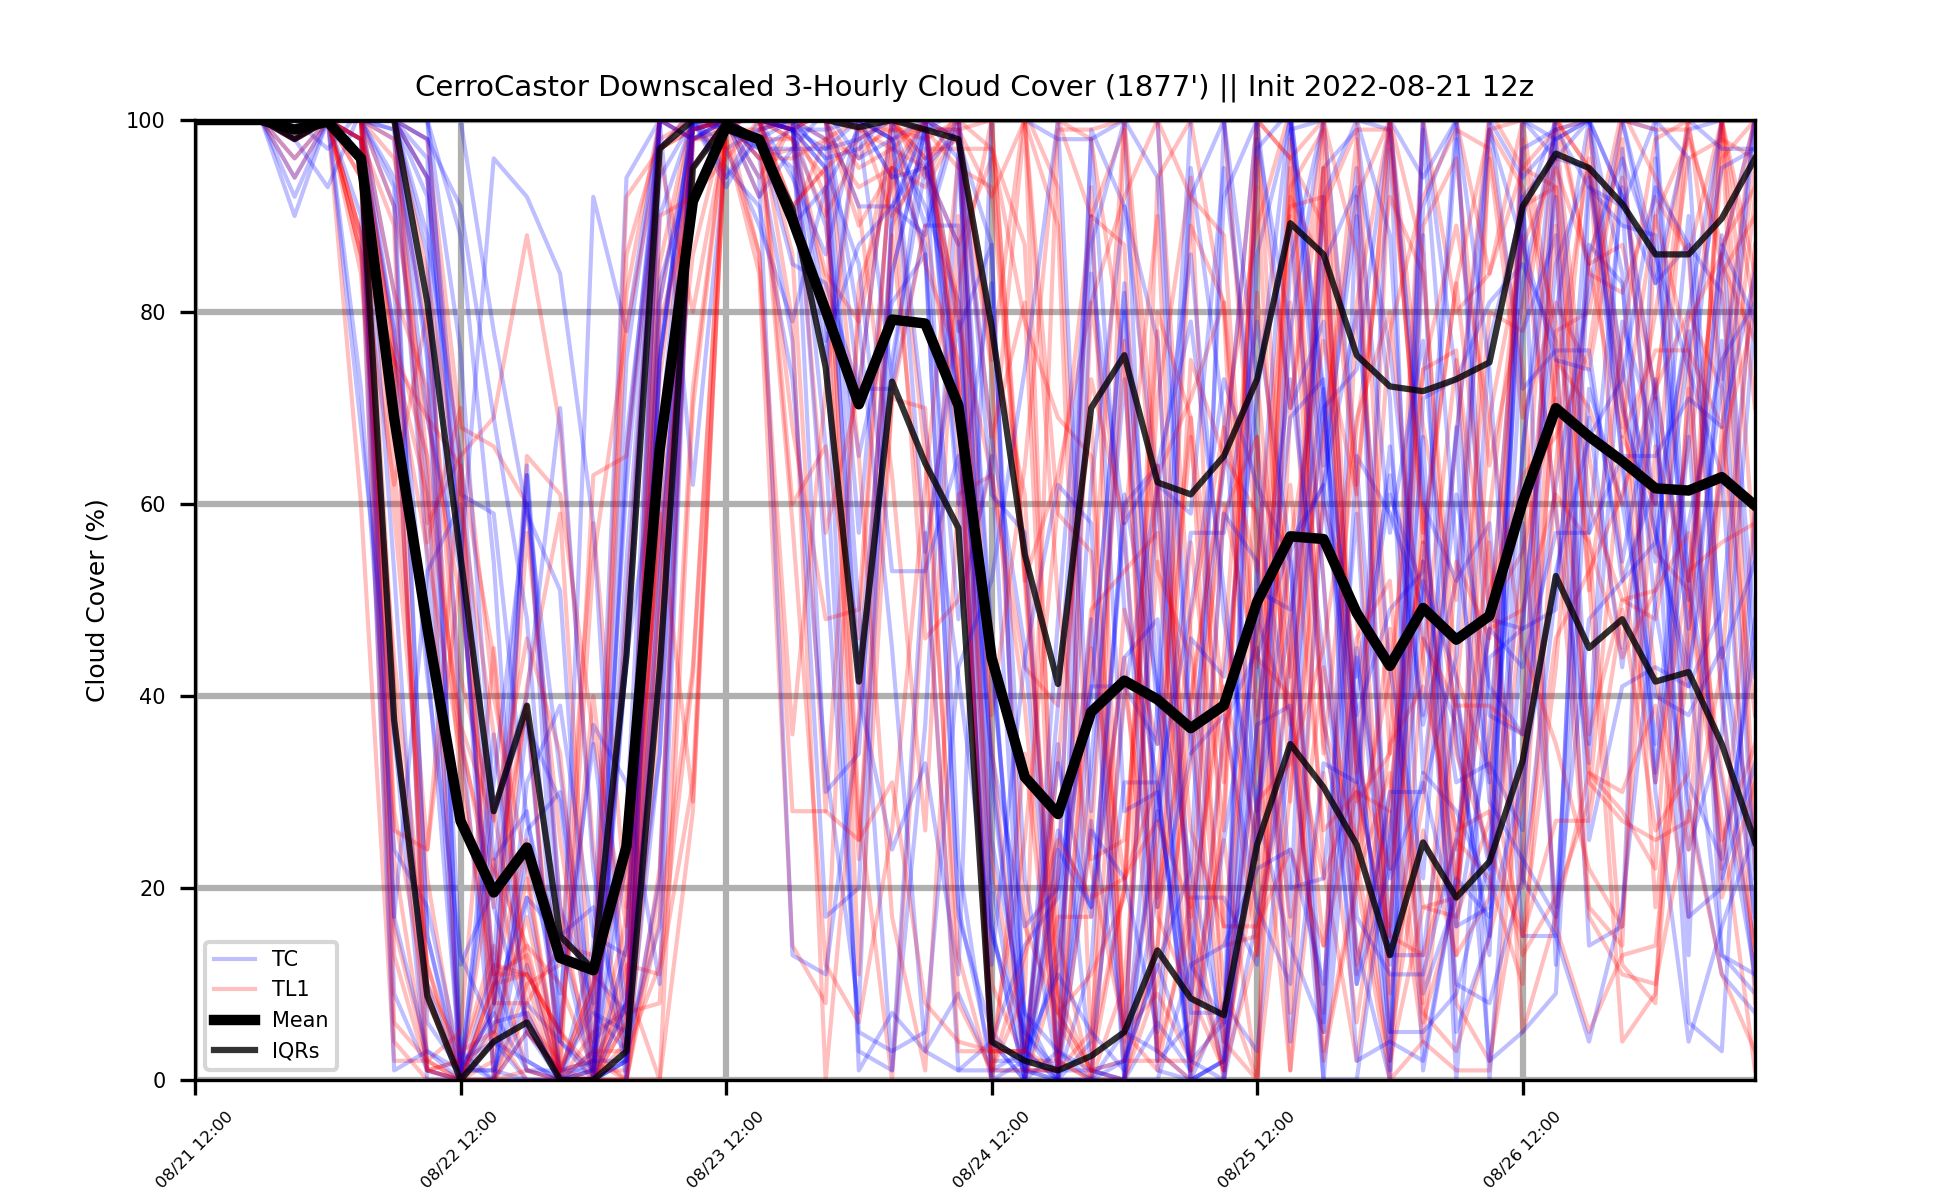 CerroCastor Downscaled 3-Hourly Cloud Cover (1877') || Init 2022-08-21 12z
Cloud Cover (%)
100
80
60
40
20
0
TC
TL1
Mean
IQRs
08/21 12:00
08/22 12:00
08/23 12:00
08/24 12:00
08/25 12:00
08/26 12:00